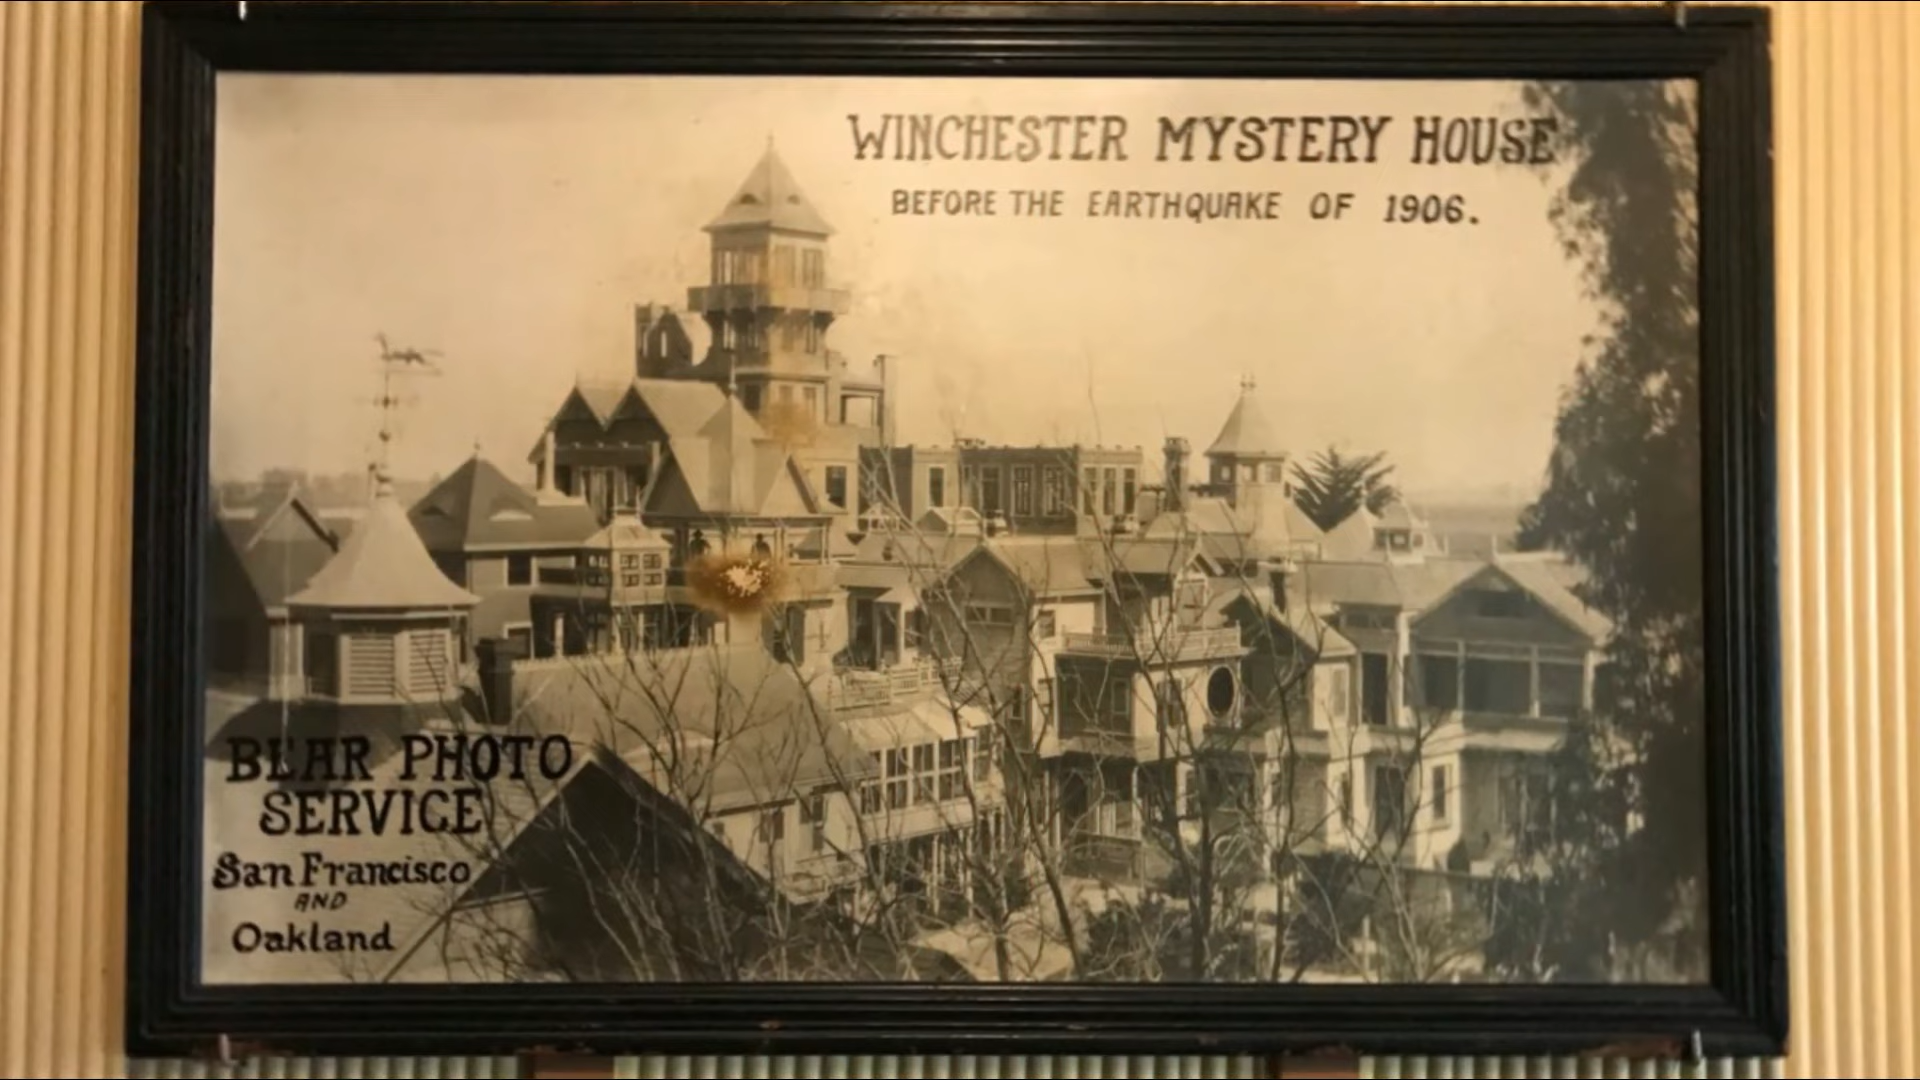 WINCHESTER MYSTERY HOUSE
BEFORE THE EARTHQUAKE OF 1906.
BEAR PHOTO
SERVICE
San Francisco
AND
Oakland